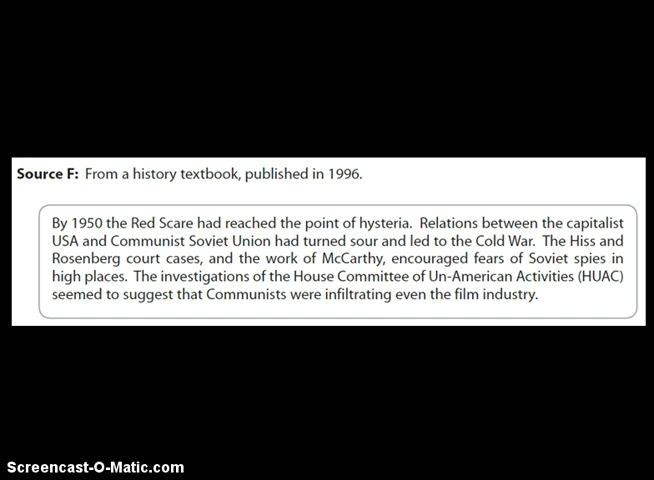 Source F: From a history textbook, published in 1996.
By 1950 the Red Scare had reached the point of hysteria. Relations between the capitalist
USA and Communist Soviet Union had turned sour and led to the Cold War. The Hiss and
Rosenberg court cases, and the work of McCarthy, encouraged fears of Soviet spies in
high places. The investigations of the House Committee of Un-American Activities (HUAC)
seemed to suggest that Communists were infiltrating even the film industry.
Screencast-O-Matic.com